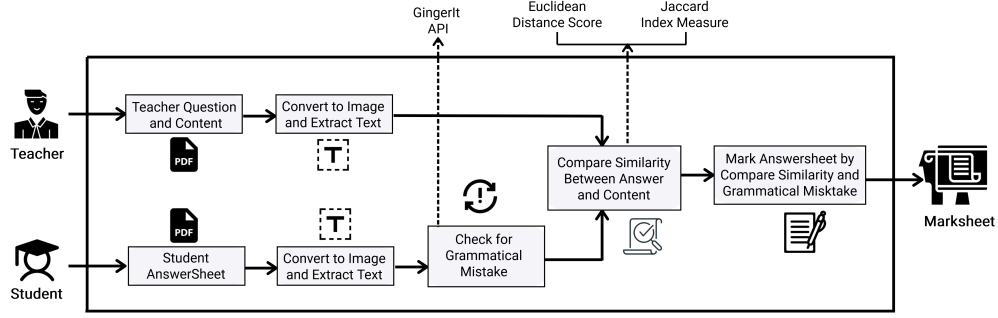 GingerIt
API
Euclidean
Distance Score
Jaccard
Index Measure
Teacher
Teacher Question
and Content
PDF
Convert to Image
and Extract Text
T
Compare Similarity
Between Answer
and Content
Mark Answersheet by
Compare Similarity and
Grammatical Misktake
Marksheet
Student
PDF
Student
AnswerSheet
T
Convert to Image
and Extract Text
Check for
Grammatical
Mistake